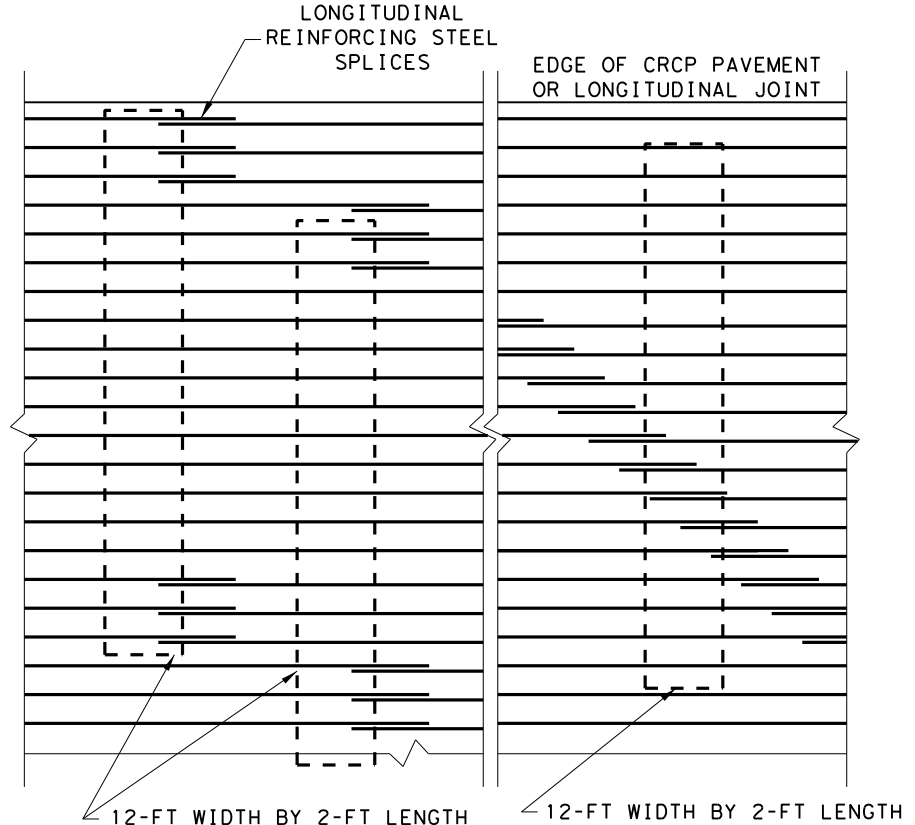 LONGITUDINAL
REINFORCING STEEL
SPLICES
EDGE OF CRCP PAVEMENT
OR LONGITUDINAL JOINT
12-FT WIDTH BY 2-FT LENGTH
12-FT WIDTH BY 2-FT LENGTH